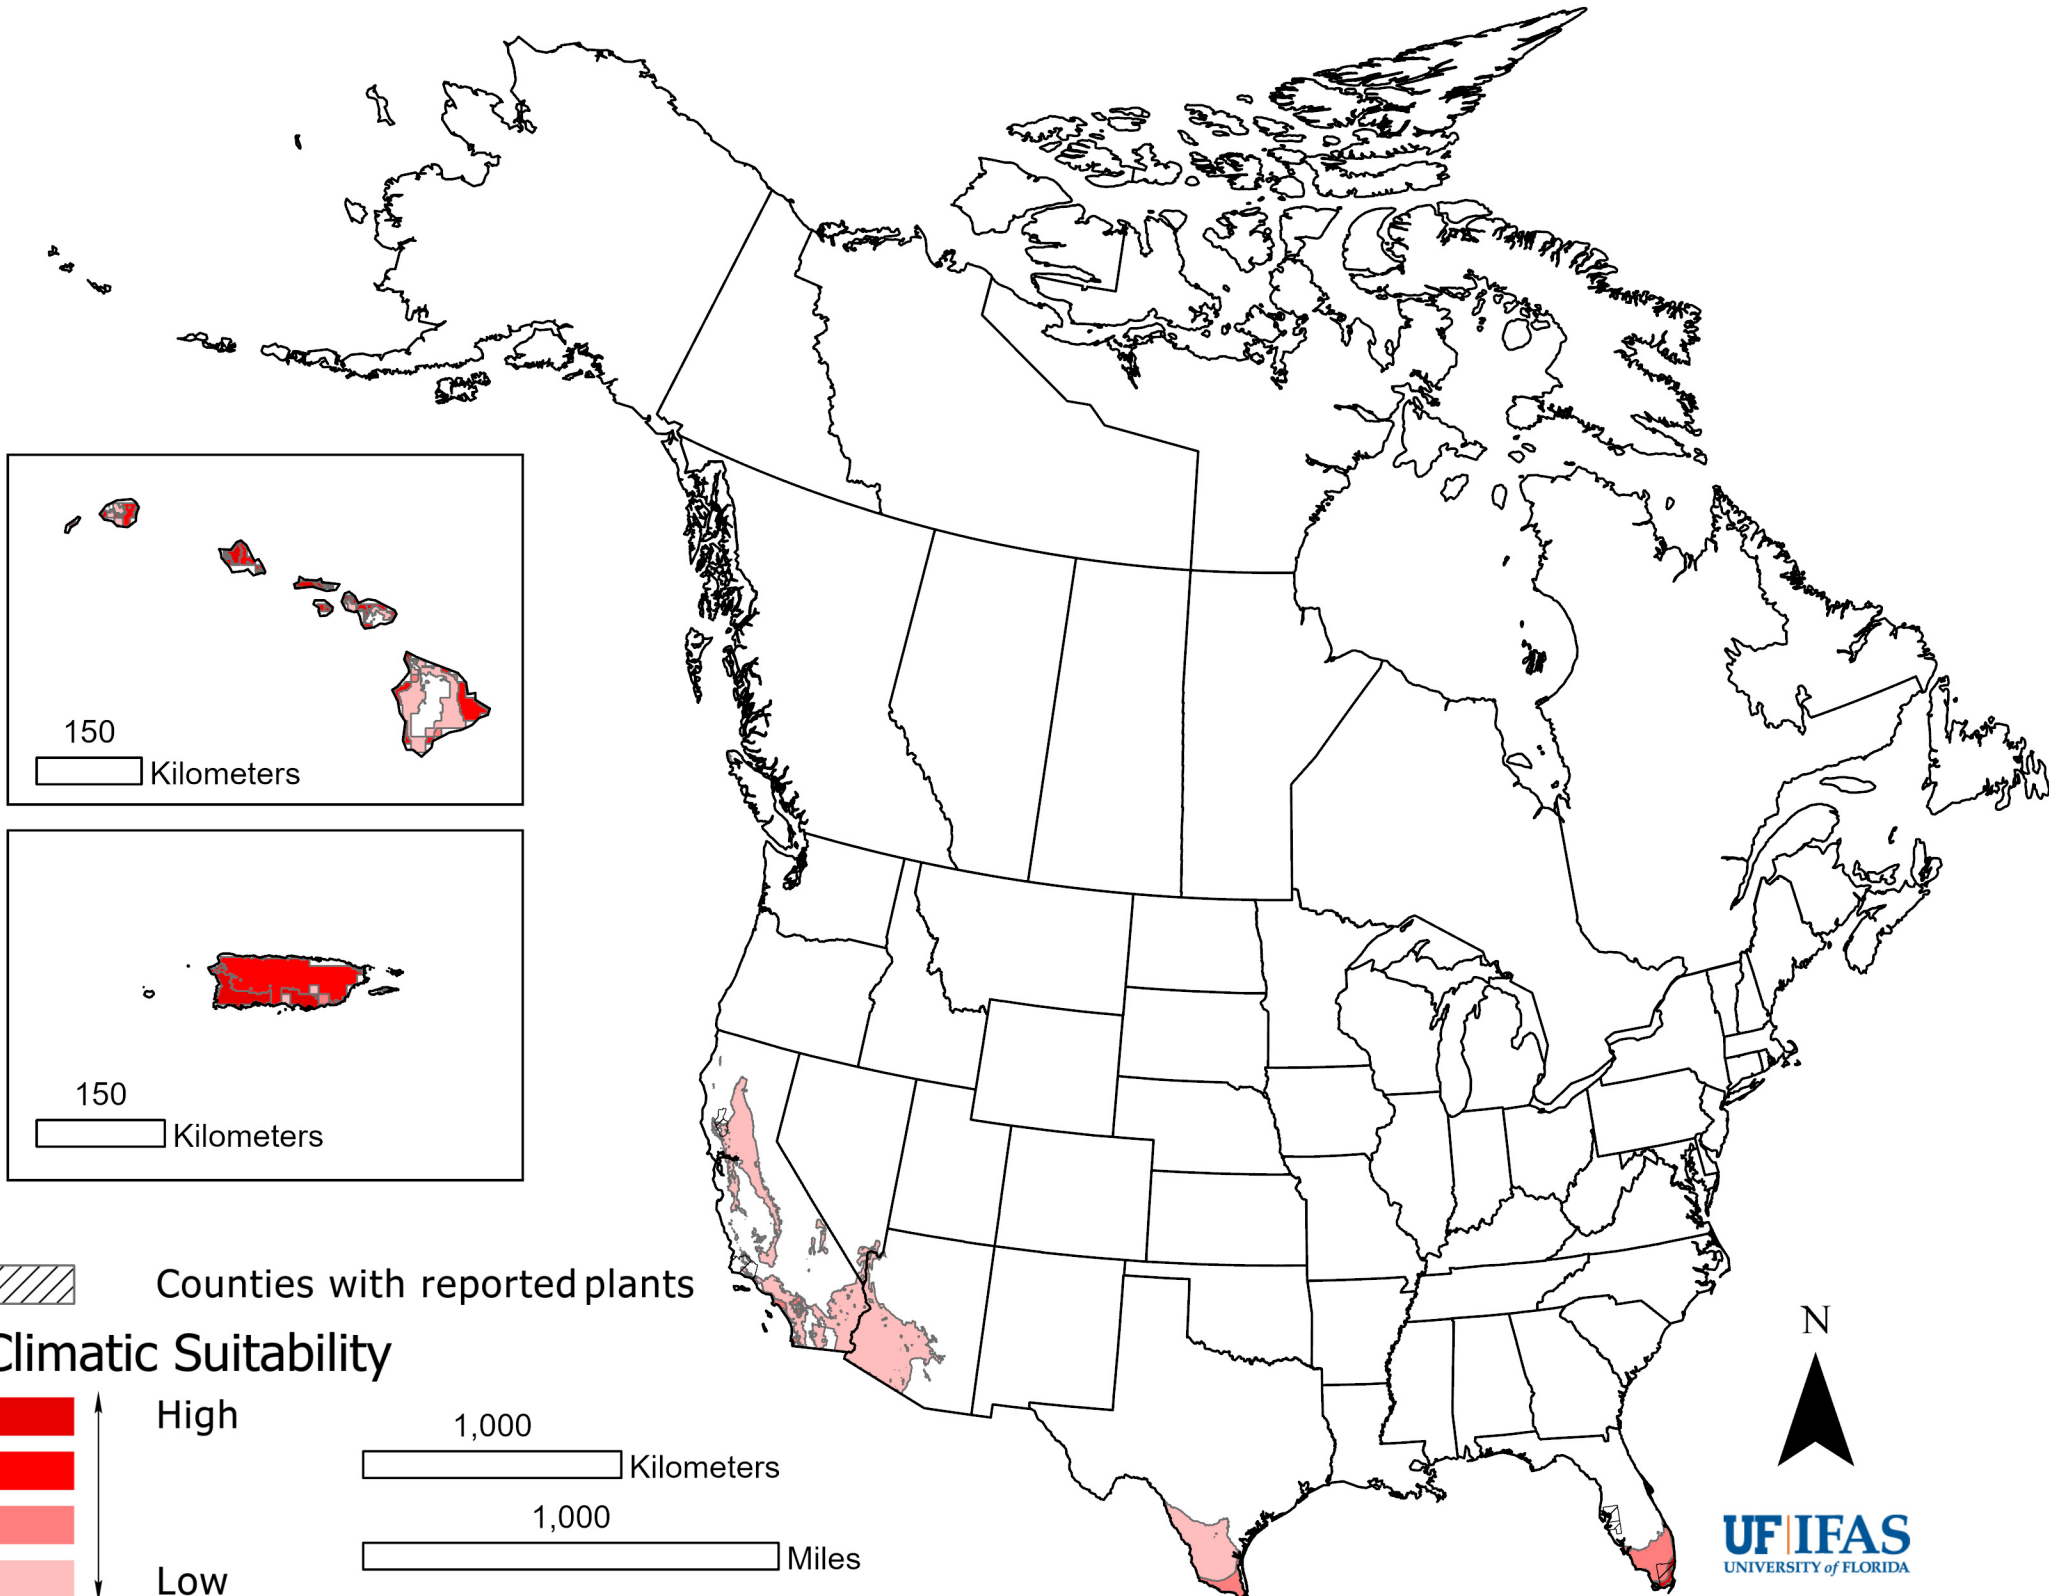 150
Kilometers
150
Kilometers
Counties with reported plants
Climatic Suitability
High
Low
1,000
Kilometers
1,000
Miles
N
UF|IFAS
UNIVERSITY of FLORIDA